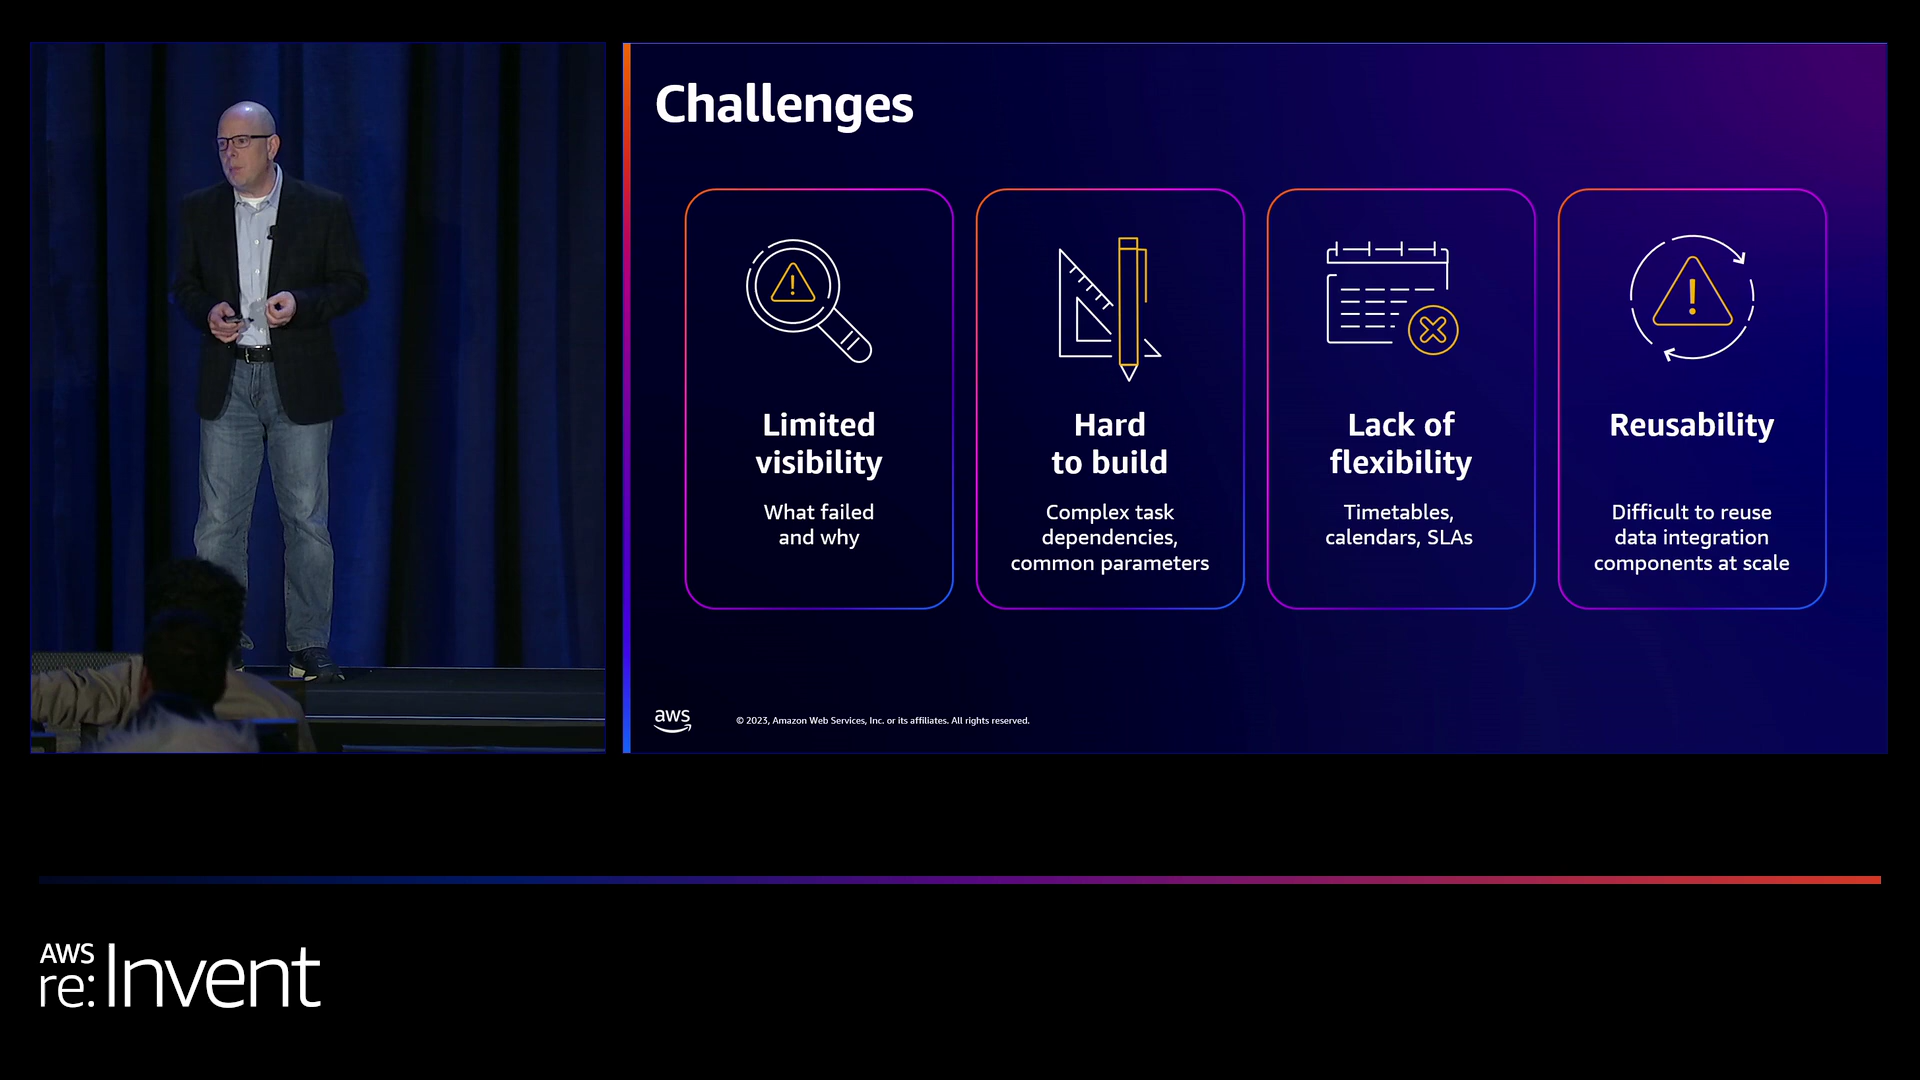 Challenges
Limited
visibility
What failed
and why
Hard
to build
Complex task
dependencies,
common parameters
Lack of
flexibility
Timetables,
calendars, SLAs
Reusability
Difficult to reuse
data integration
components at scale
aws
© 2023, Amazon Web Services, Inc. or its affiliates. All rights reserved.
AWS
re:Invent